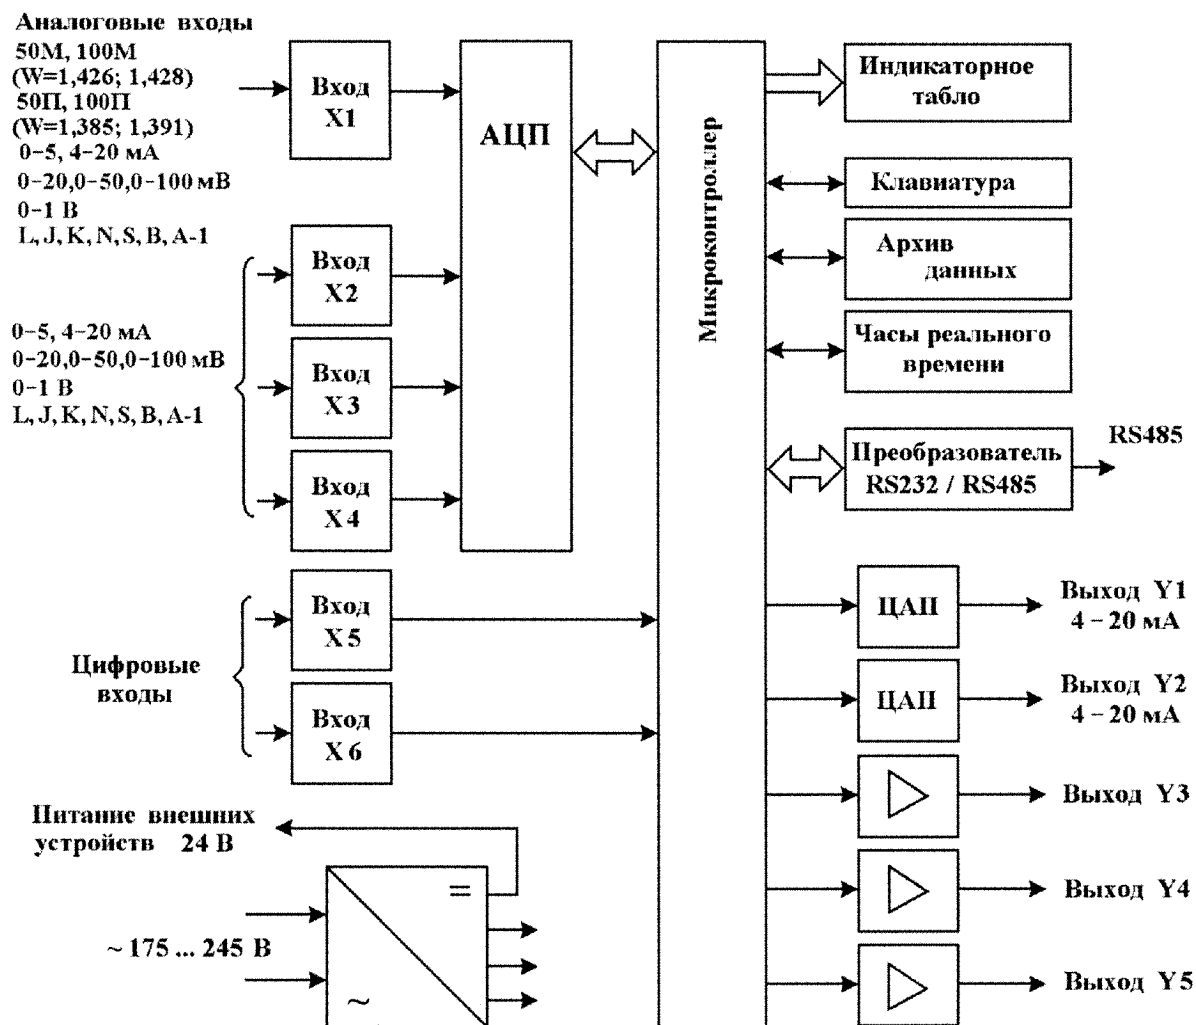 Аналоговые входы
50М, 100М
(W=1,426; 1,428)
50П, 100П
(W=1,385; 1,391)
0-5, 4-20 мА
0-20,0-50,0-100 мВ
0-1 В
L, J, K, N, S, B, A-1
Вход
X1
АЦП
Микроконтроллер
Индикаторное
табло
Клавиатура
Архив
данных
Часы реального
времени
Преобразователь
RS232 / RS485
RS485
Вход
X2
0-5, 4-20 мА
0-20,0-50,0-100 мВ
0-1 В
L, J, K, N, S, B, A-1
Вход
X3
Вход
X4
Цифровые
входы
Вход
X5
Вход
X6
ЦАП
Выход Y1
4 - 20 мА
ЦАП
Выход Y2
4 - 20 мА
Выход Y3
Выход Y4
Выход Y5
Питание внешних
устройств 24 В
~ 175 ... 245 В
=
~